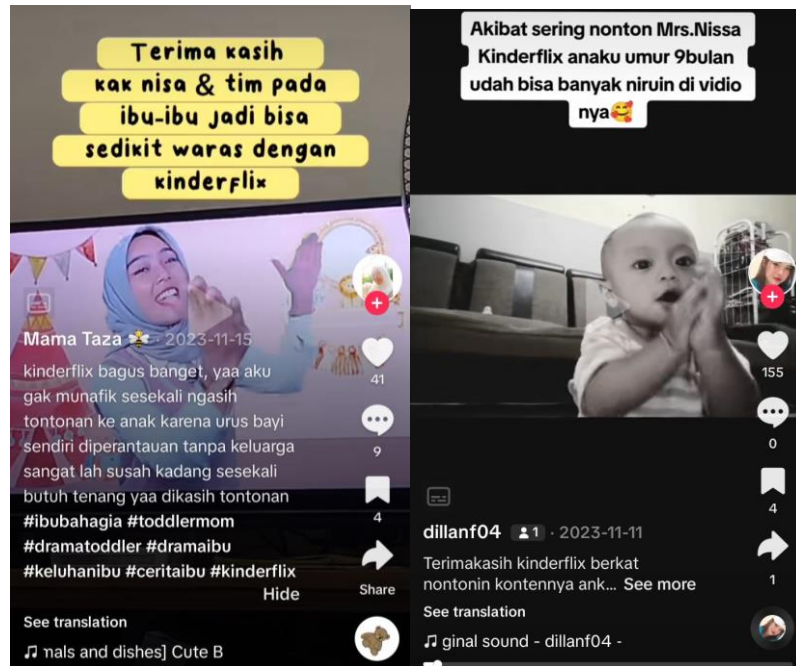 Terima kasih
kak nisa & tim pada
ibu-ibu jadi bisa
sedikit waras dengan
kinderflix
Mama Taza · 2023-11-15
kinderflix bagus banget, yaa aku
gak munafik sesekali ngasih
tontonan ke anak karena urus bayi
sendiri diperantauan tanpa keluarga
sangat lah susah kadang sesekali
butuh tenang yaa dikasih tontonan
#ibubahagia #toddlermom
#dramatoddler #dramaibu
#keluhanibu #ceritaibu #kinderflix
Hide
See translation
mals and dishes] Cute B
41
9
4
Share
Akibat sering nonton Mrs.Nissa
Kinderflix anaku umur 9bulan
udah bisa banyak niruin di vidio
nya🥰
dillanf04 1 · 2023-11-11
Terimakasih kinderflix berkat
nontonin kontennya ank... See more
See translation
ginal sound - dillanf04 -
155
0
4
1